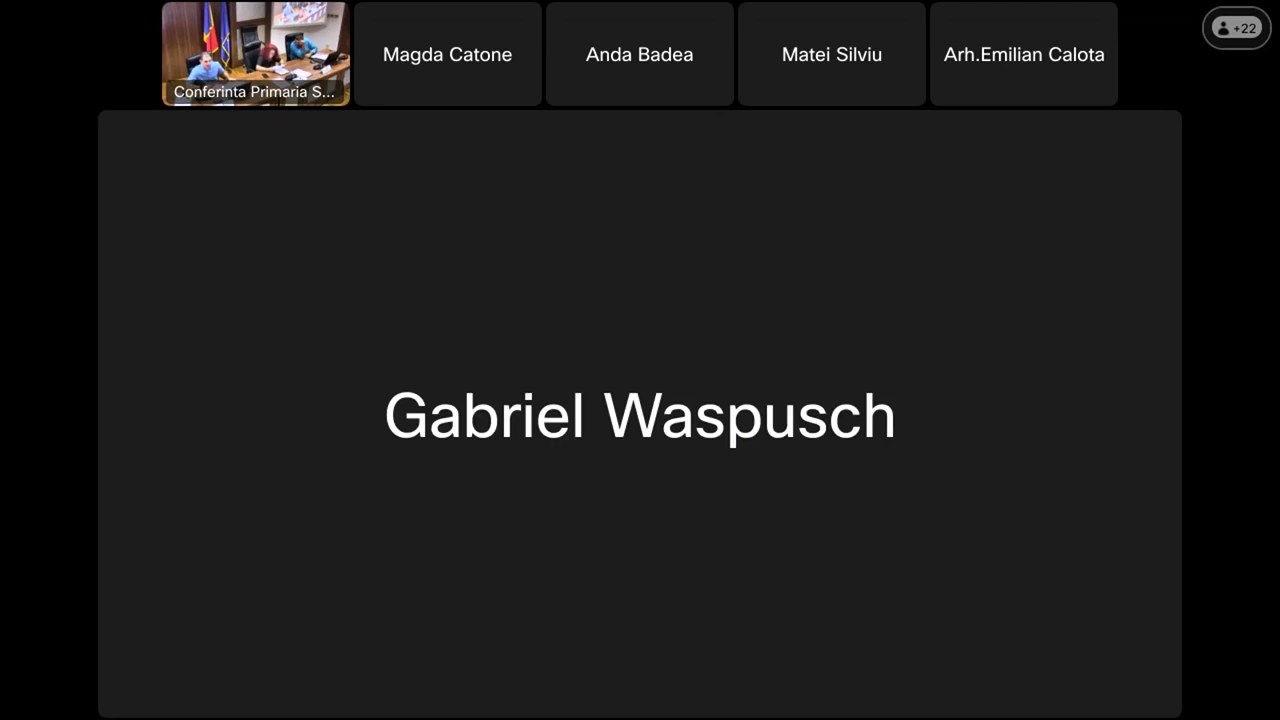 Conferinta Primaria S...
Magda Catone
Anda Badea
Matei Silviu
Arh.Emilian Calota
+22
Gabriel Waspusch